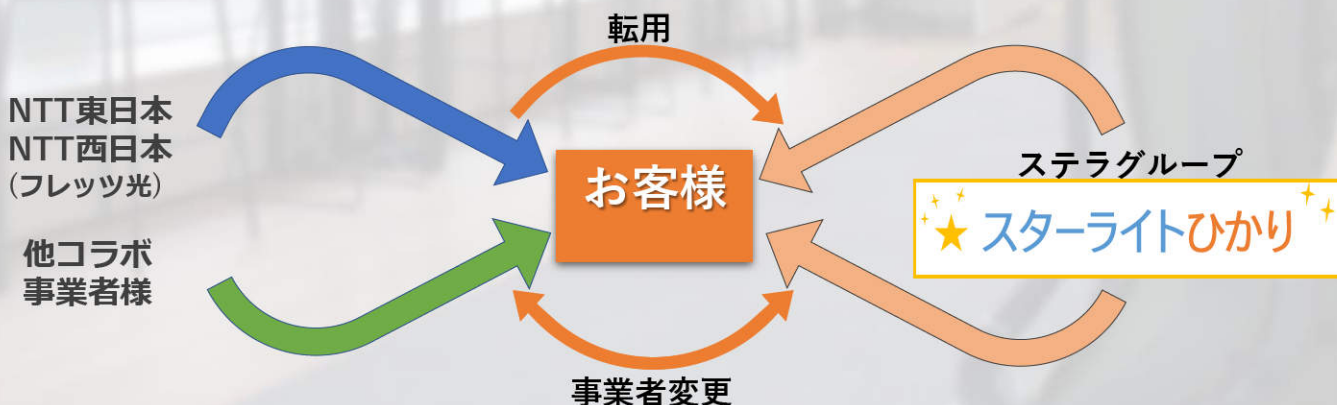 転用
NTT東日本
NTT西日本
(フレッツ光)
他コラボ
事業者様
お客様
ステラグループ
スターライトひかり
事業者変更